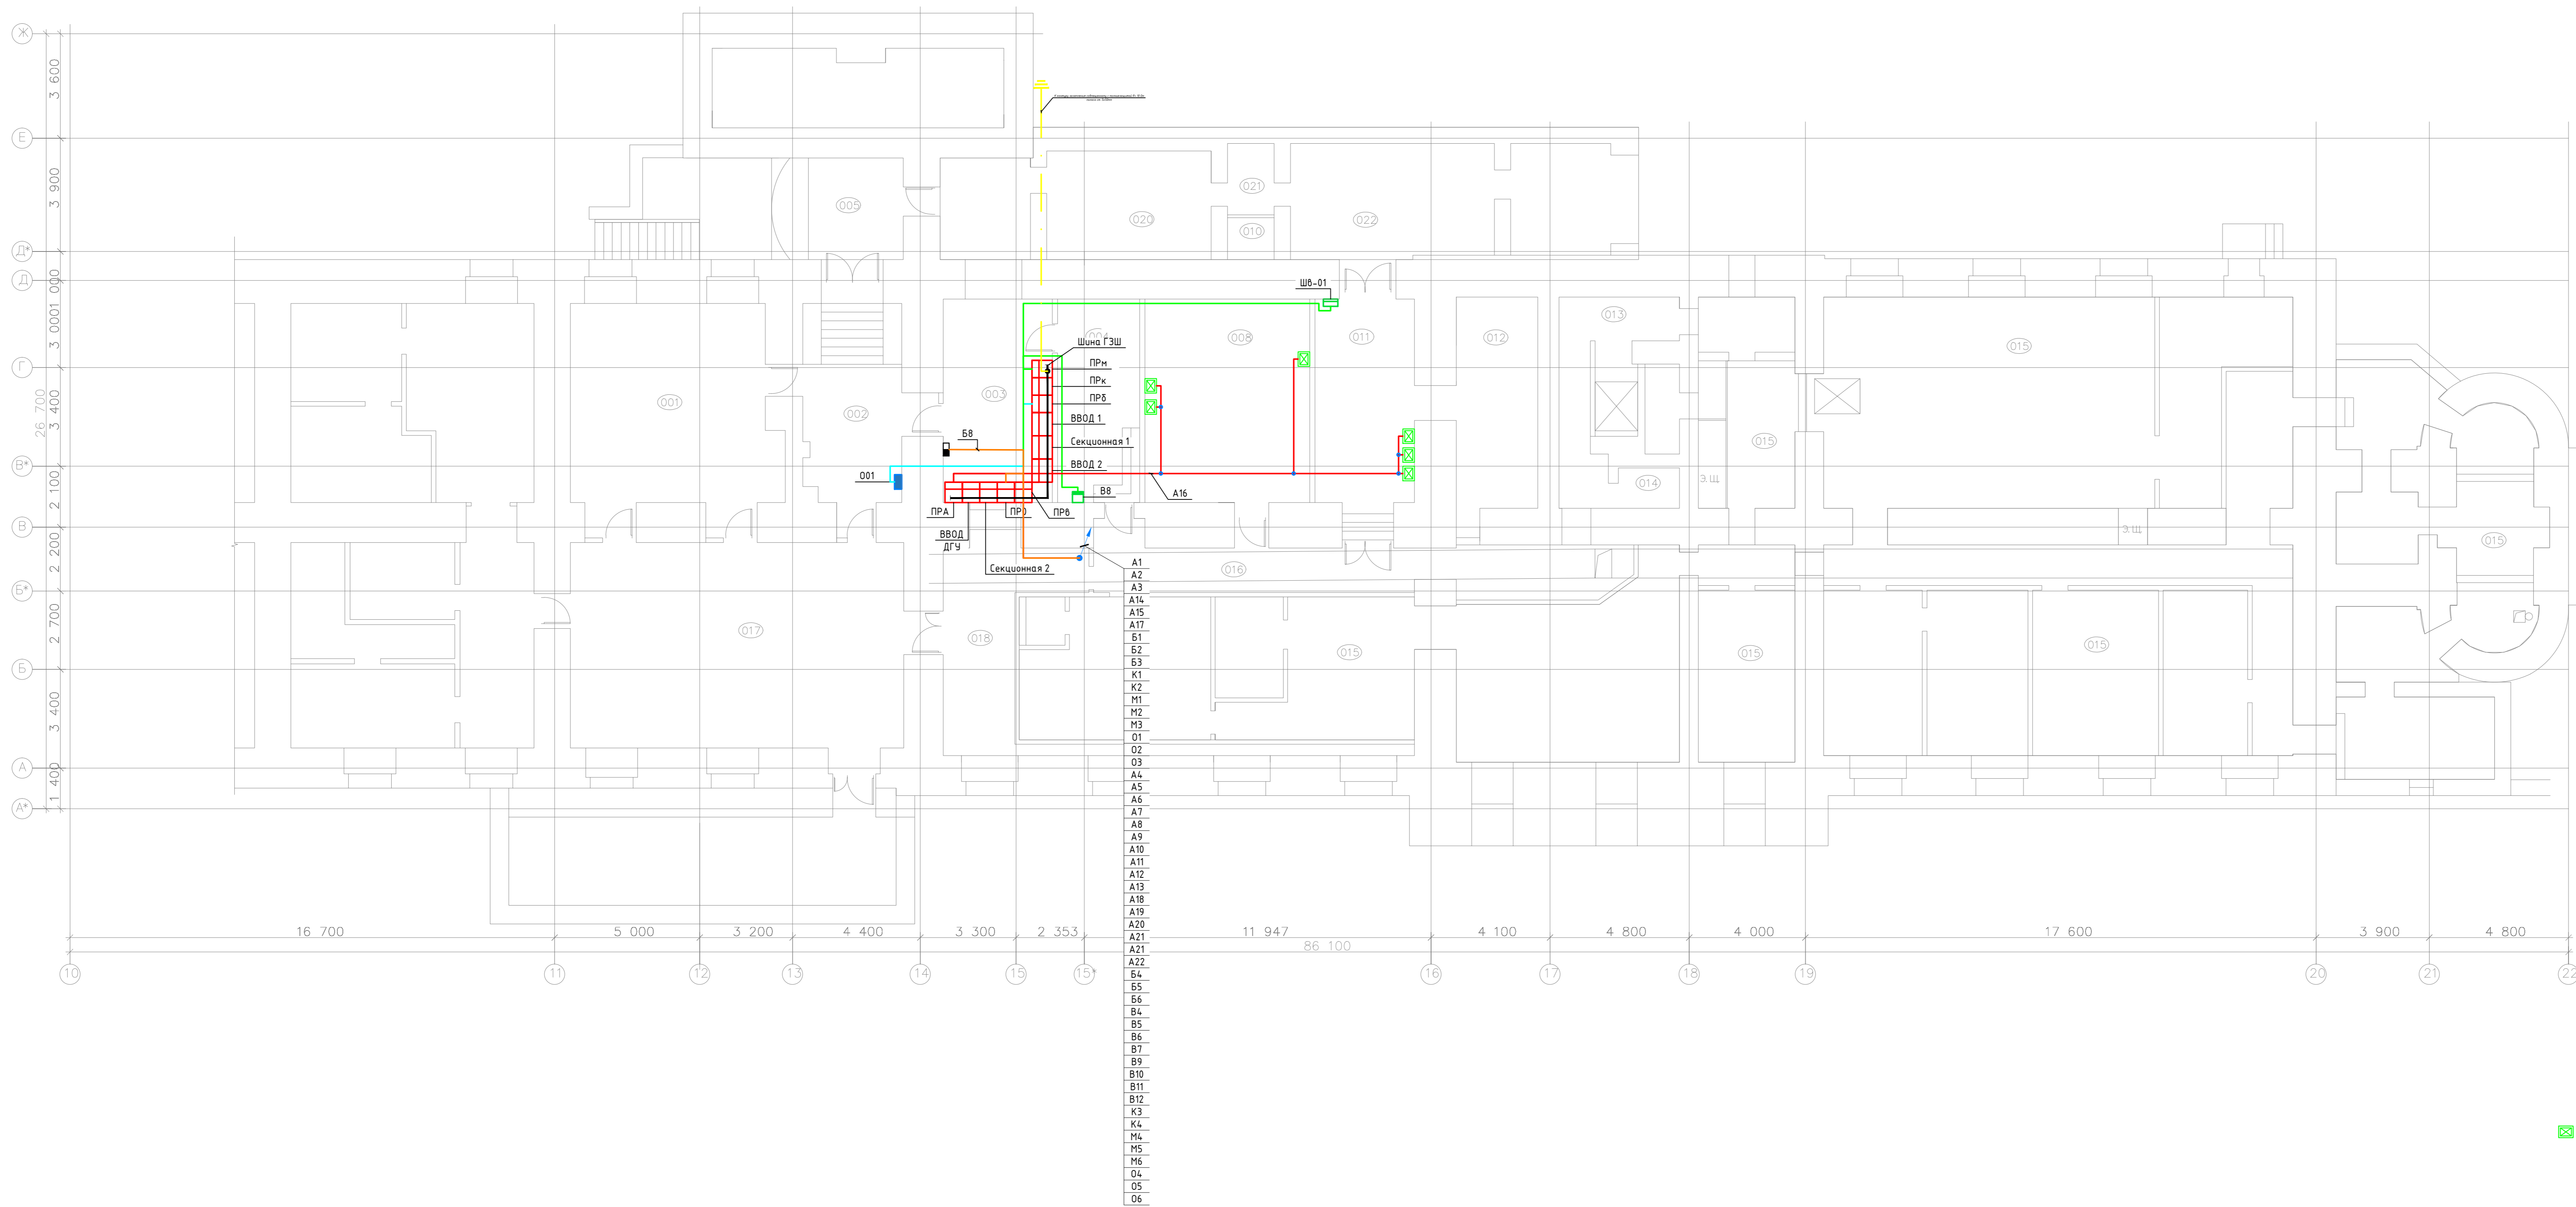 Ж
Е
Д*
Д
Г
В*
В
Б*
Б
А
А*
3 600
3 900
1 000
3 000
3 400
2 100
2 200
2 700
3 400
1 400
26 700
005
020
021
010
022
Шв-01
013
001
002
003
004
008
011
012
015
Шина ГЗШ
ПРм
ПРк
ПРб
ВВОД 1
Секционная 1
ВВОД 2
Б8
О01
В8
А16
ПРА
ПРО
ПРв
ВВОД
ДГУ
Секционная 2
014
015
Э.Щ.
Э.Щ.
015
016
017
018
015
015
015
А1
А2
А3
А14
А15
А17
Б1
Б2
Б3
К1
К2
М1
М2
М3
О1
О2
О3
А4
А5
А6
А7
А8
А9
А10
А11
А12
А13
А18
А19
А20
А21
А21
А22
Б4
Б5
Б6
В4
В5
В6
В7
В9
В10
В11
В12
К3
К4
М4
М5
М6
О4
О5
О6
16 700
5 000
3 200
4 400
3 300
2 353
11 947
4 100
4 800
4 000
17 600
3 900
4 800
86 100
10
11
12
13
14
15
15*
16
17
18
19
20
21
22